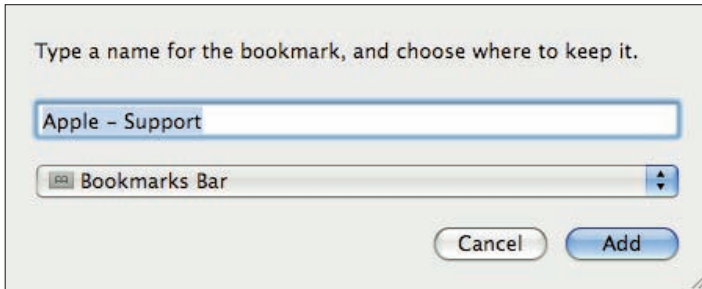 Type a name for the bookmark, and choose where to keep it.
Apple – Support
Bookmarks Bar
Cancel
Add